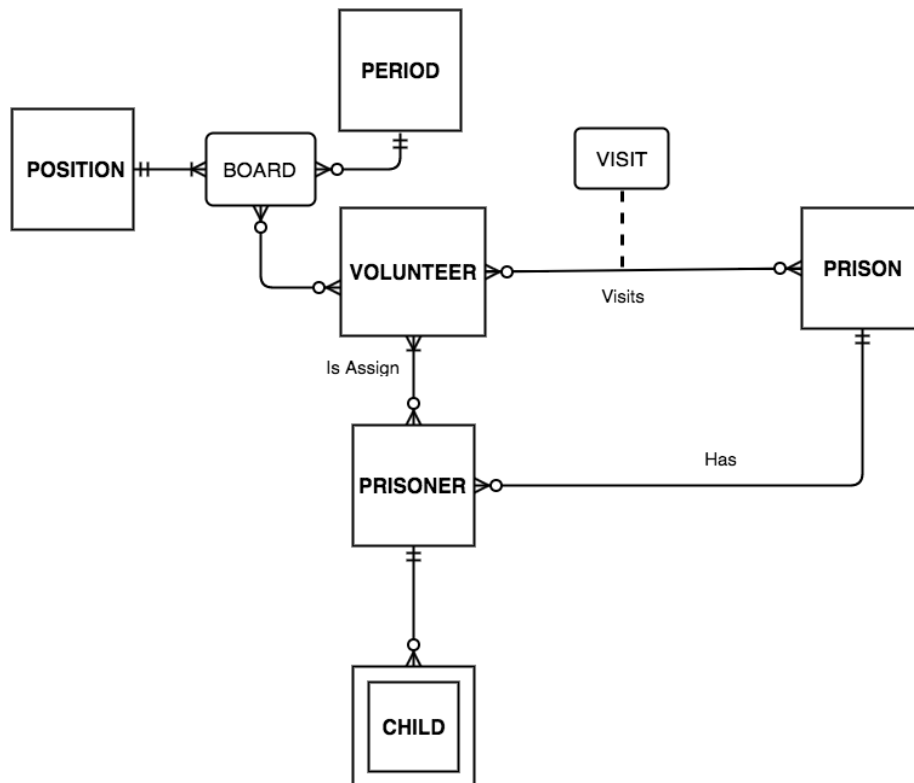 PERIOD
POSITION
BOARD
VISIT
VOLUNTEER
PRISON
Visits
Is Assign
Has
PRISONER
CHILD